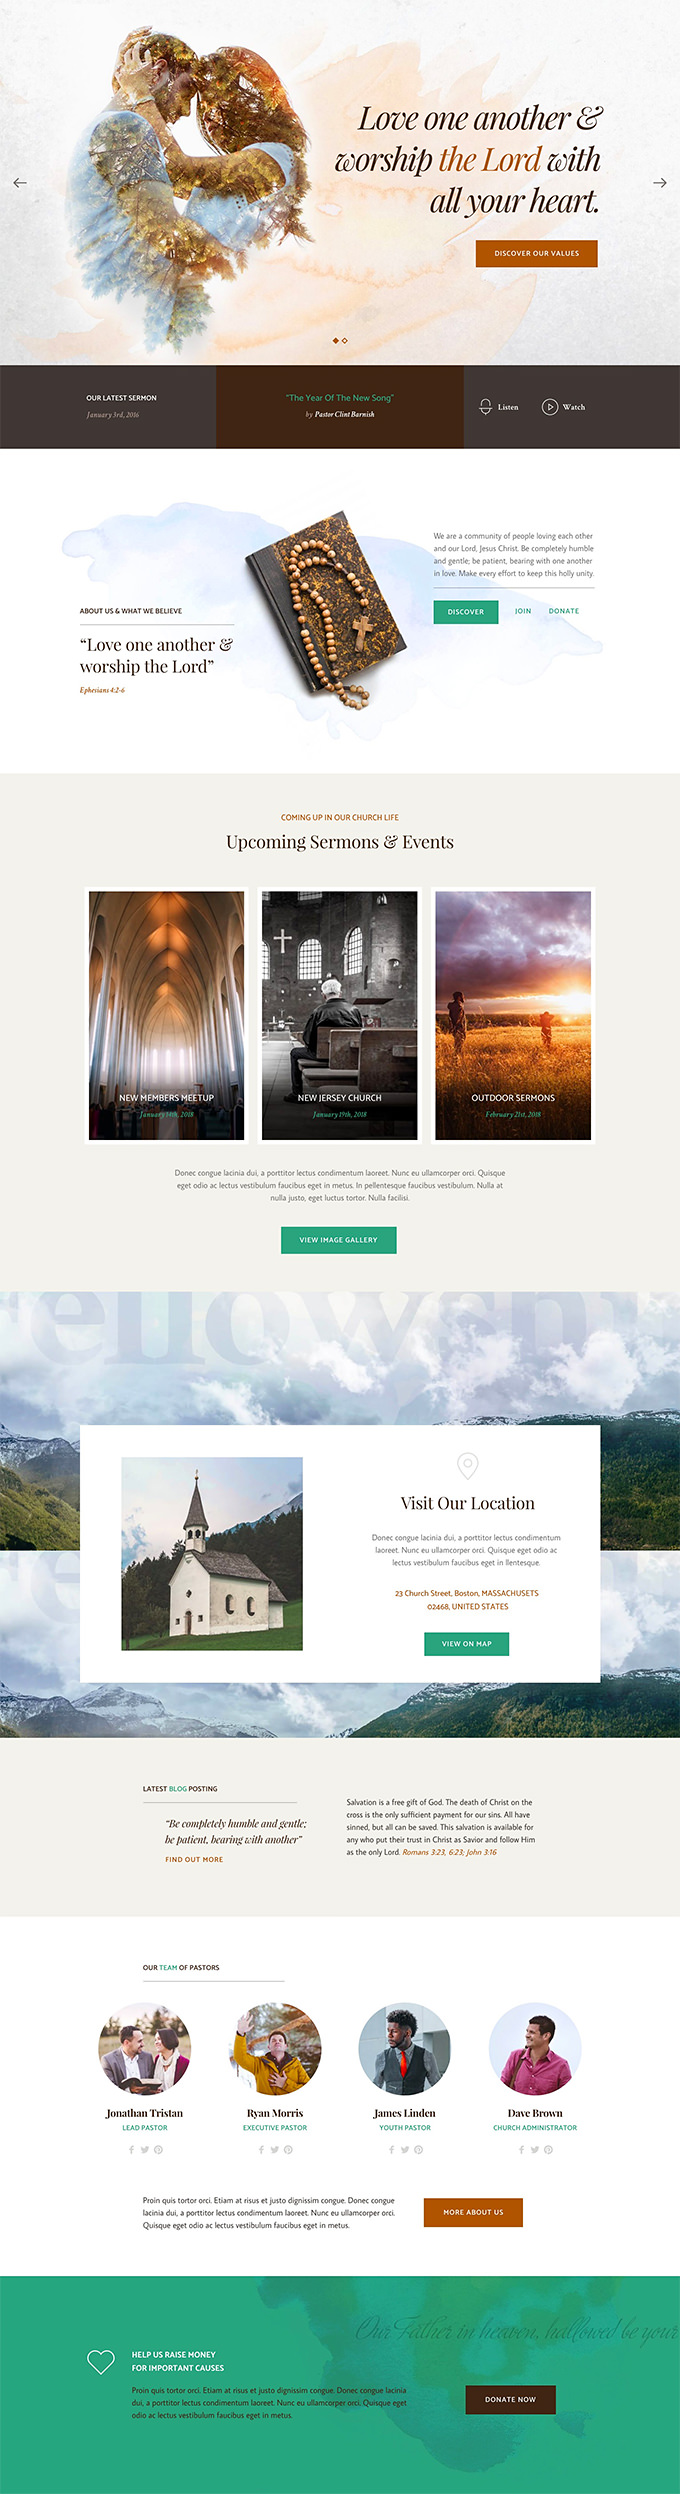 Love one another &
worship the Lord with
all your heart.
DISCOVER OUR VALUES
OUR LATEST SERMON
January 3rd, 2016
"The Year Of The New Song"
by Pastor Clint Barnish
Listen
Watch
We are a community of people loving each other
and our Lord, Jesus Christ. Be completely humble
and gentle; be patient, bearing with one another
in love. Make every effort to keep this holly unity.
DISCOVER
JOIN
DONATE
ABOUT US & WHAT WE BELIEVE
“Love one another &
worship the Lord”
Ephesians 4:2-6
COMING UP IN OUR CHURCH LIFE
Upcoming Sermons & Events
NEW MEMBERS MEETUP
January 14th, 2018
NEW JERSEY CHURCH
January 19th, 2018
OUTDOOR SERMONS
February 21st, 2018
Donec congue lacinia dui, a porttitor lectus condimentum laoreet. Nunc eu ullamcorper orci. Quisque
eget odio ac lectus vestibulum faucibus eget in metus. In pellentesque faucibus vestibulum. Nulla at
nulla justo, eget luctus tortor. Nulla facilisi.
VIEW IMAGE GALLERY
ellowshi
Visit Our Location
Donec congue lacinia dui, a porttitor lectus condimentum
laoreet. Nunc eu ullamcorper orci. Quisque eget odio ac
lectus vestibulum faucibus eget in llentesque.
23 Church Street, Boston, MASSACHUSETS
02468, UNITED STATES
VIEW ON MAP
LATEST BLOG POSTING
“Be completely humble and gentle;
be patient, bearing with another”
FIND OUT MORE
Salvation is a free gift of God. The death of Christ on the
cross is the only sufficient payment for our sins. All have
sinned, but all can be saved. This salvation is available for
any who put their trust in Christ as Savior and follow Him
as the only Lord. Romans 3:23, 6:23; John 3:16
OUR TEAM OF PASTORS
Jonathan Tristan
LEAD PASTOR
Ryan Morris
EXECUTIVE PASTOR
James Linden
YOUTH PASTOR
Dave Brown
CHURCH ADMINISTRATOR
Proin quis tortor orci. Etiam at risus et justo dignissim congue. Donec congue
lacinia dui, a porttitor lectus condimentum laoreet. Nunc eu ullamcorper orci.
Quisque eget odio ac lectus vestibulum faucibus eget in metus.
MORE ABOUT US
Our Father in heaven, hallowed be your
HELP US RAISE MONEY
FOR IMPORTANT CAUSES
Proin quis tortor orci. Etiam at risus et justo dignissim congue. Donec congue lacinia
dui, a porttitor lectus condimentum laoreet. Nunc eu ullamcorper orci. Quisque eget
odio ac lectus vestibulum faucibus eget in metus.
DONATE NOW